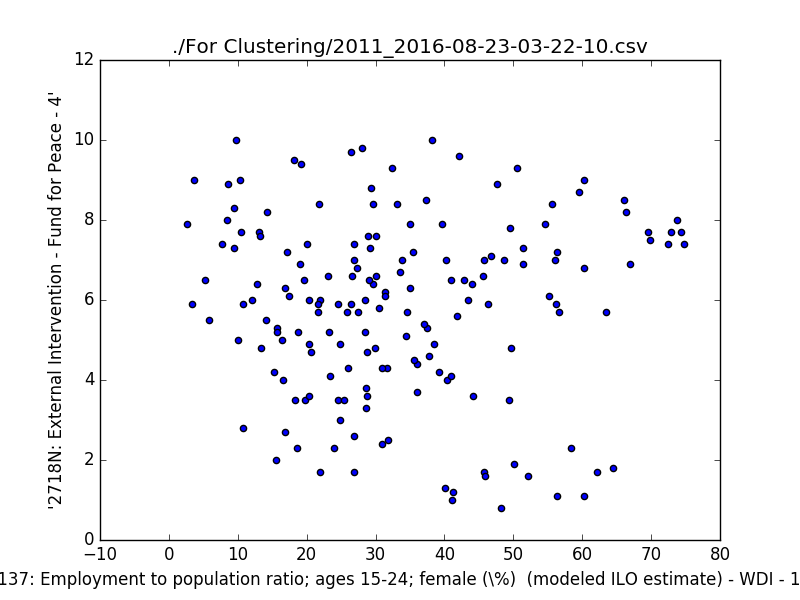 ./For Clustering/2011_2016-08-23-03-22-10.csv
'2718N: External Intervention - Fund for Peace - 4'
12
10
8
6
4
2
0
−10 0 10 20 30 40 50 60 70 80
137: Employment to population ratio; ages 15-24; female (\%) (modeled ILO estimate) - WDI - 1